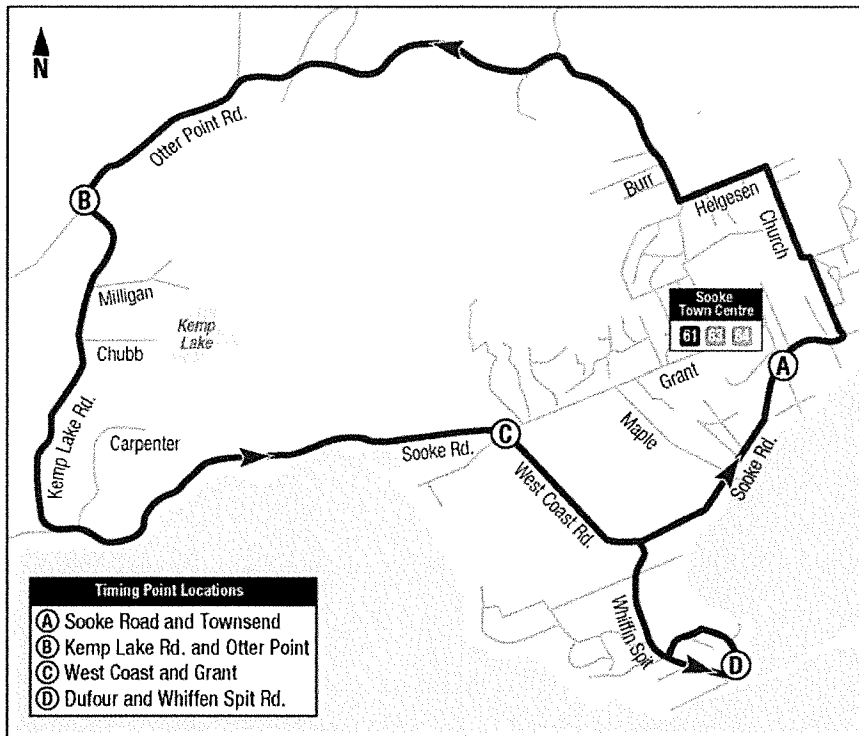 N
Otter Point Rd.
B
Burr
Helgesen
Church
Milligan
Kemp
Lake
Chubb
Sooke
Town Centre
61 63 64
A
Grant
Kemp Lake Rd.
Carpenter
Maple
C
Sooke Rd.
West Coast Rd.
Sooke Rd.
Whiffin Spit
D
Timing Point Locations
A Sooke Road and Townsend
B Kemp Lake Rd. and Otter Point
C West Coast and Grant
D Dufour and Whiffen Spit Rd.